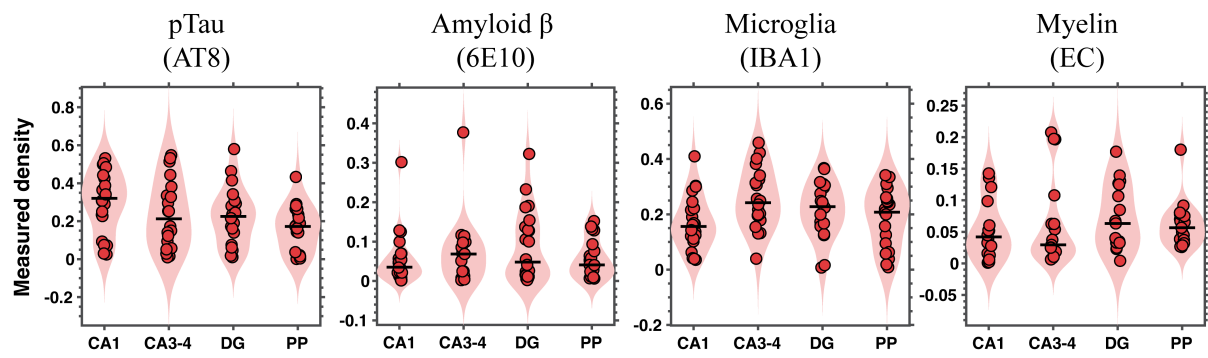 pTau
(AT8)
Amyloid β
(6E10)
Microglia
(IBA1)
Myelin
(EC)
Measured density
0.8
0.6
0.4
0.2
0
-0.2
CA1 CA3-4 DG PP
0.4
0.3
0.2
0.1
0
-0.1
CA1 CA3-4 DG PP
0.6
0.4
0.2
0
-0.2
CA1 CA3-4 DG PP
0.25
0.2
0.15
0.1
0.05
0
-0.05
CA1 CA3-4 DG PP